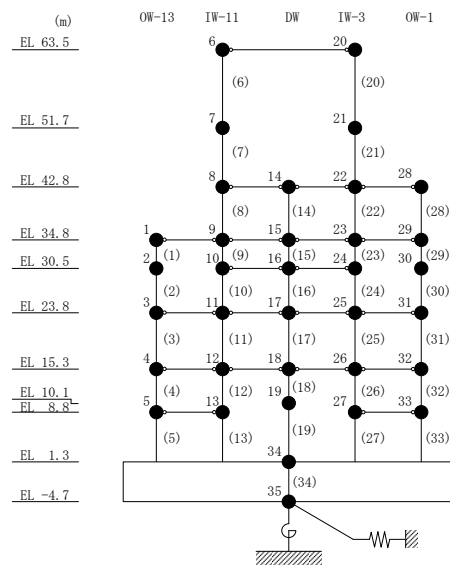 (m) OW-13 IW-11 DW IW-3 OW-1
EL 63.5 6 20
(6) (20)
EL 51.7 7 21
(7) (21)
EL 42.8 8 14 22 28
(8) (14) (22) (28)
EL 34.8 1 9 15 23 29
(1) (9) (15) (23) (29)
EL 30.5 2 10 16 24 30
(2) (10) (16) (24) (30)
EL 23.8 3 11 17 25 31
(3) (11) (17) (25) (31)
EL 15.3 4 12 18 26 32
(4) (12) (18) (26) (32)
EL 10.1 19
EL 8.8 5 13 27 33
(5) (13) (19) (27) (33)
EL 1.3 34
(34)
EL -4.7 35